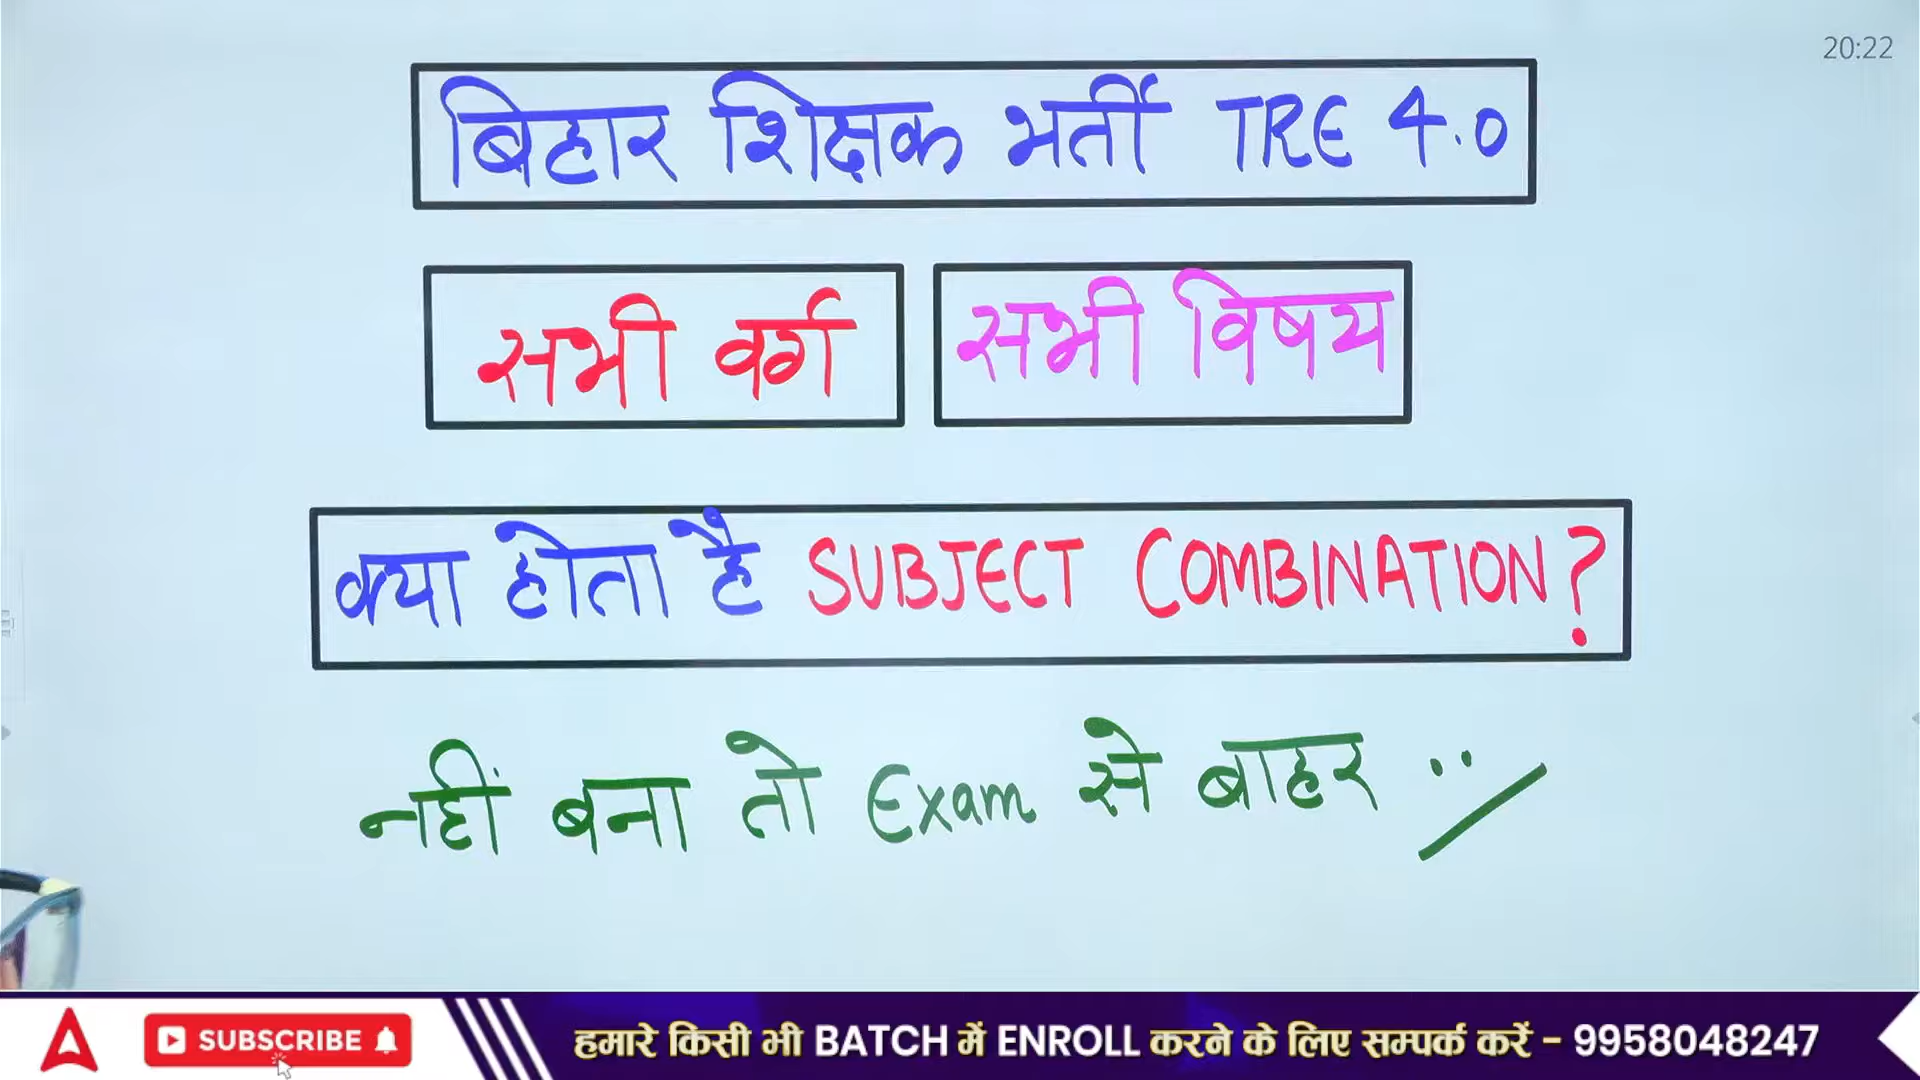 20:22
बिहार शिक्षक भर्ती TRE 4.0
सभी वर्ग
सभी विषय
क्या होता है SUBJECT COMBINATION?
नहीं बना तो Exam से बाहर
SUBSCRIBE
हमारे किसी भी BATCH में ENROLL करने के लिए सम्पर्क करें - 9958048247